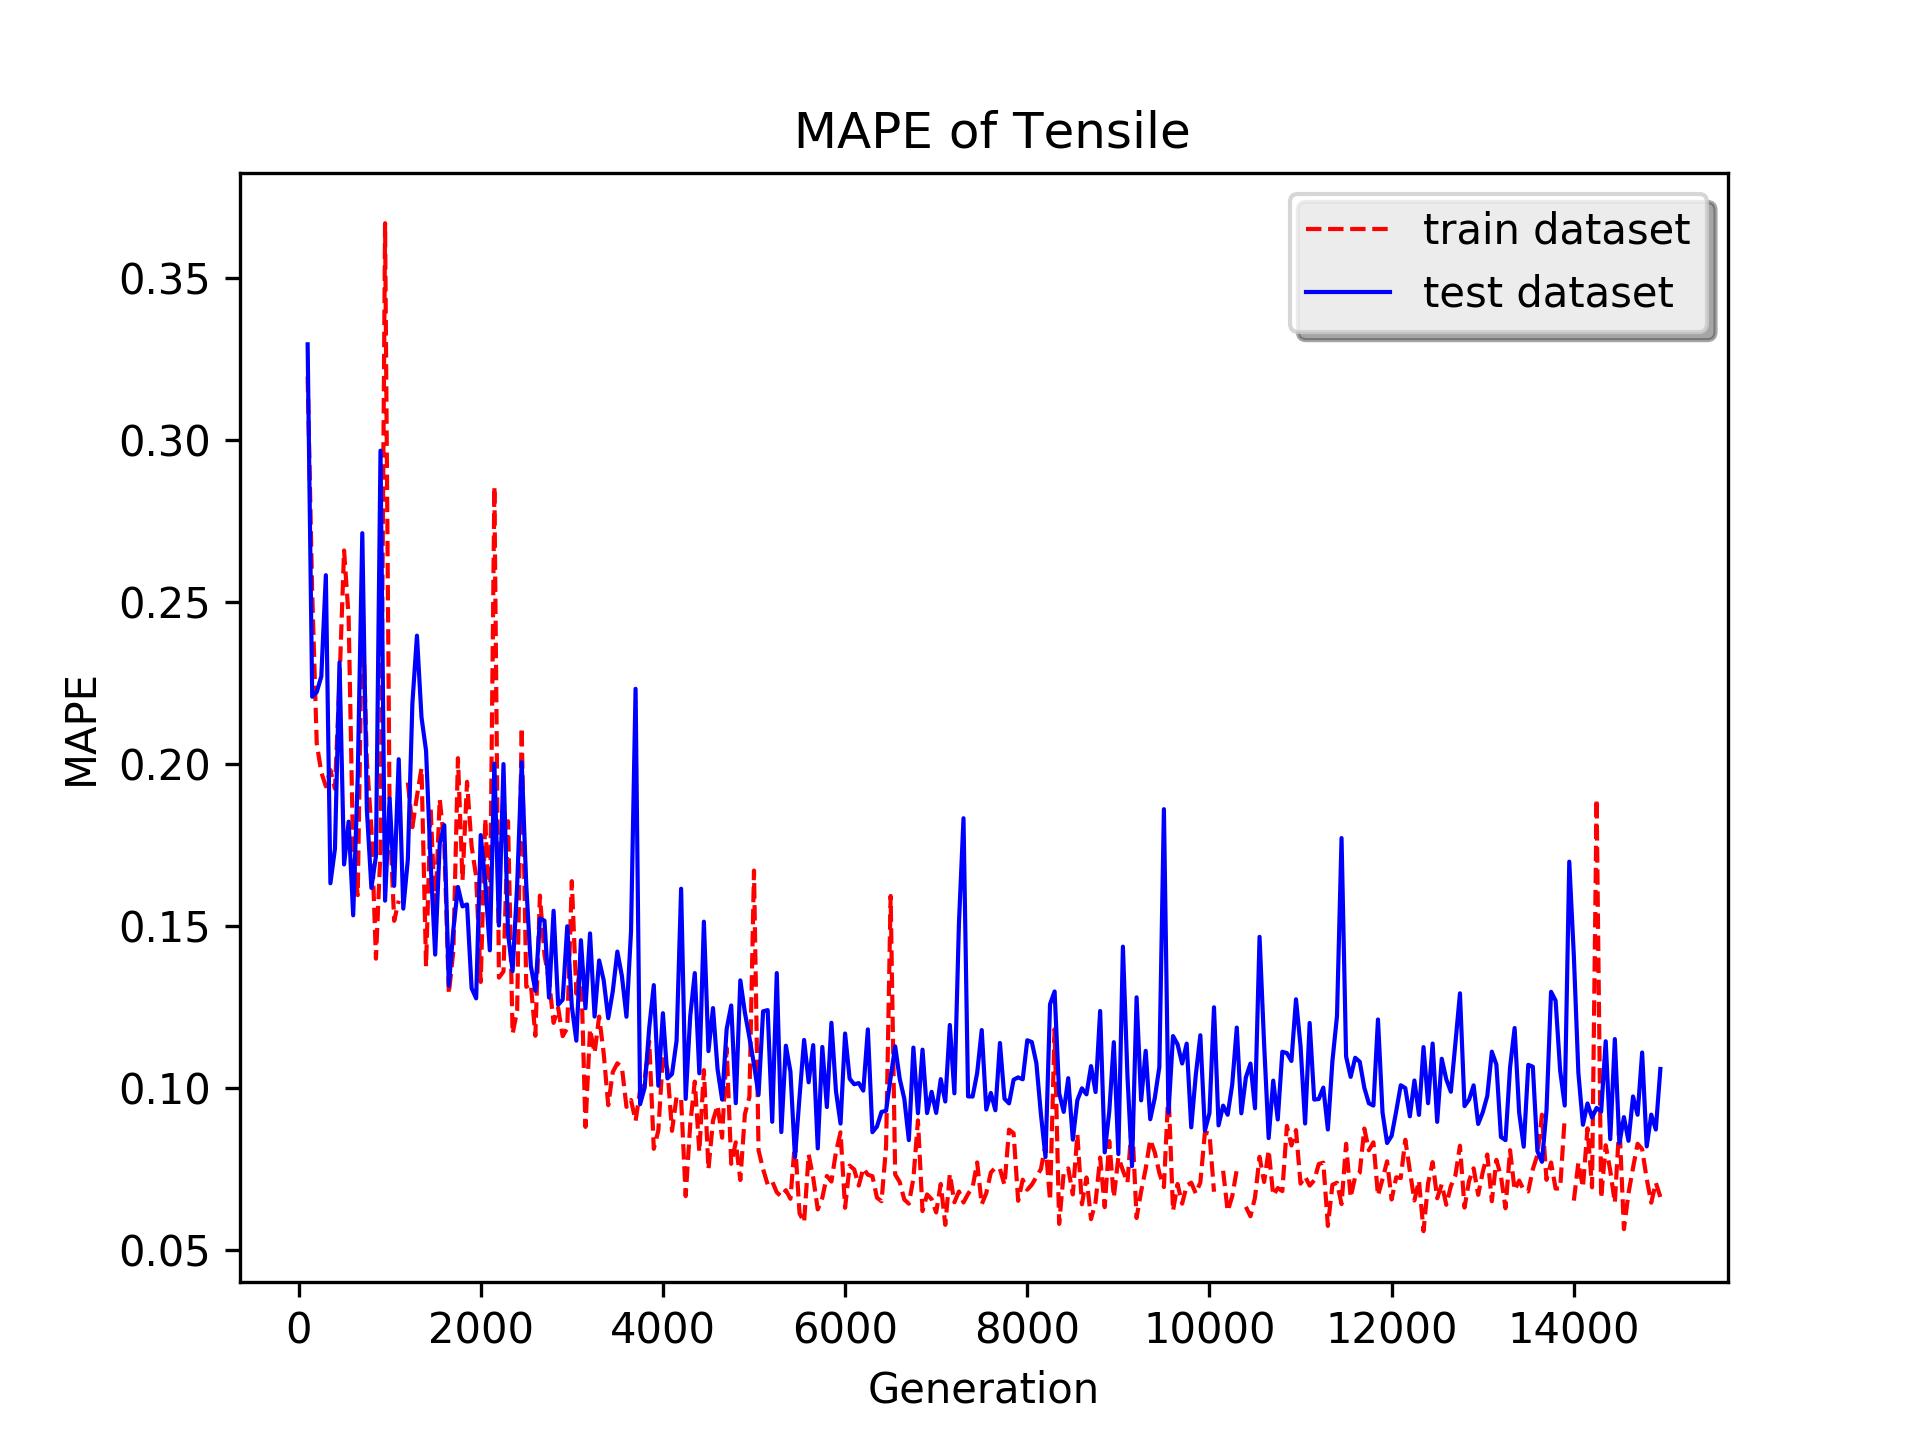 MAPE of Tensile
train dataset
test dataset
0.35
0.30
0.25
0.20
0.15
0.10
0.05
MAPE
0 2000 4000 6000 8000 10000 12000 14000
Generation